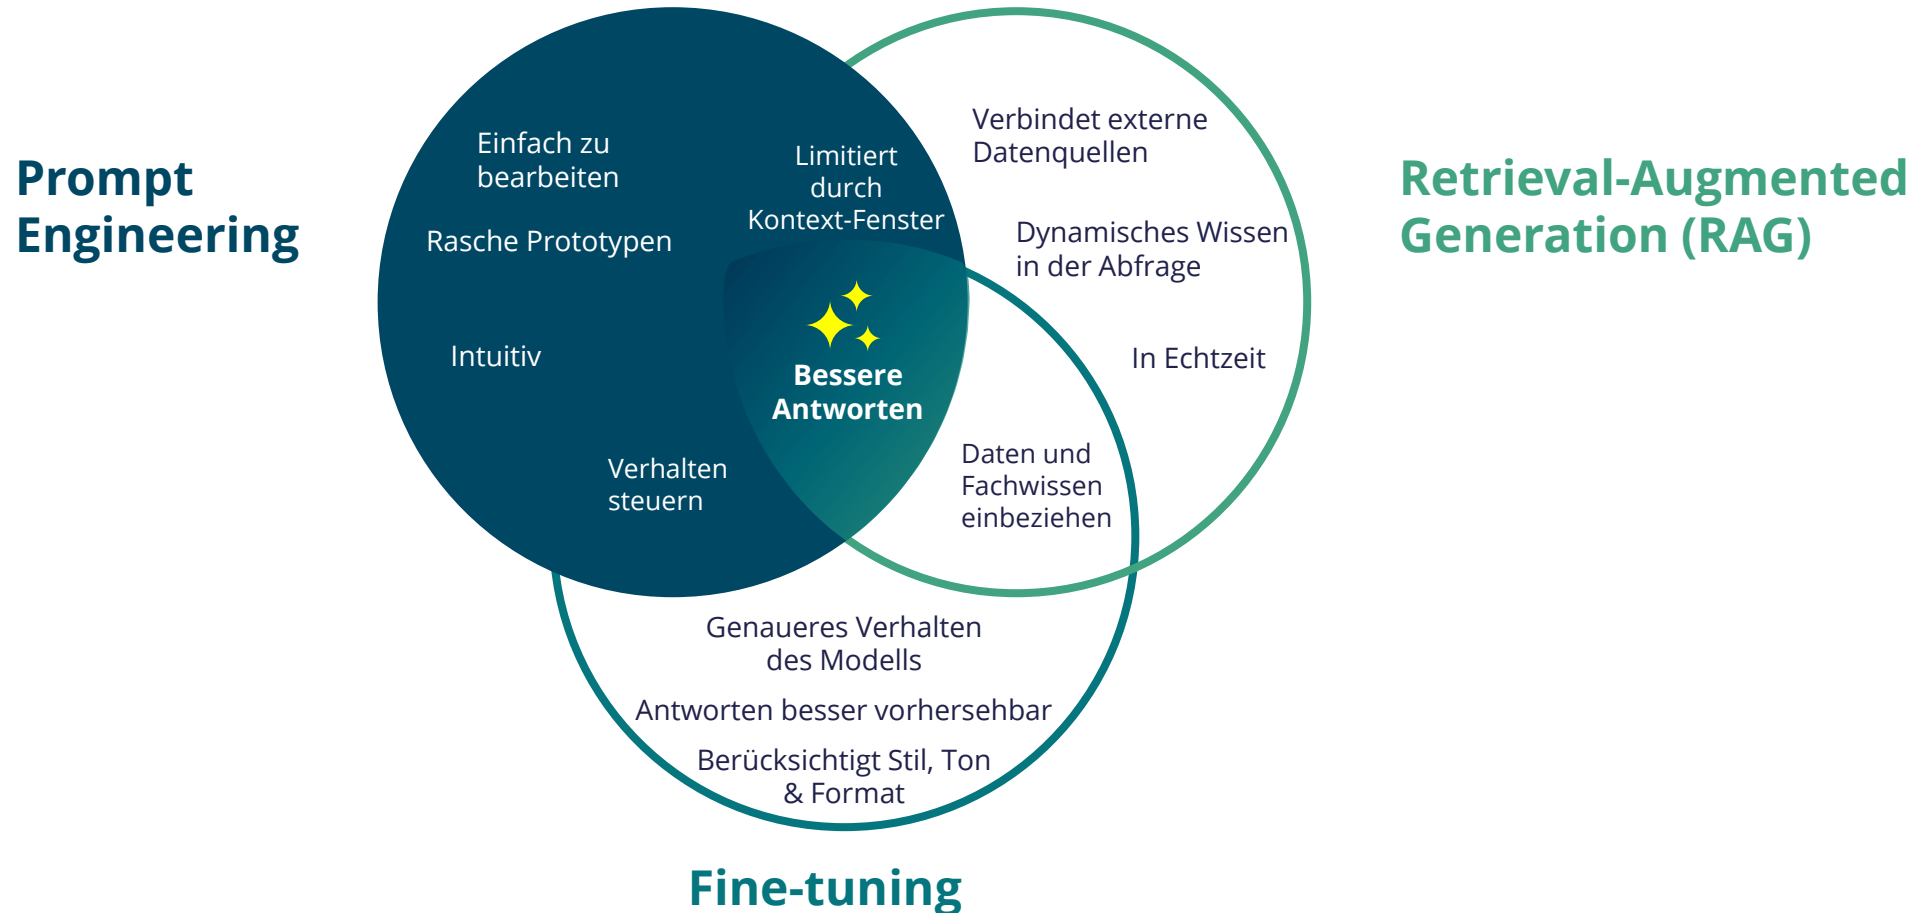 Prompt
Engineering
Einfach zu
bearbeiten
Rasche Prototypen
Intuitiv
Verhalten
steuern
Limitiert
durch
Kontext-Fenster
Bessere
Antworten
Verbindet externe
Datenquellen
Dynamisches Wissen
in der Abfrage
In Echtzeit
Daten und
Fachwissen
einbeziehen
Retrieval-Augmented
Generation (RAG)
Genaueres Verhalten
des Modells
Antworten besser vorhersehbar
Berücksichtigt Stil, Ton
& Format
Fine-tuning